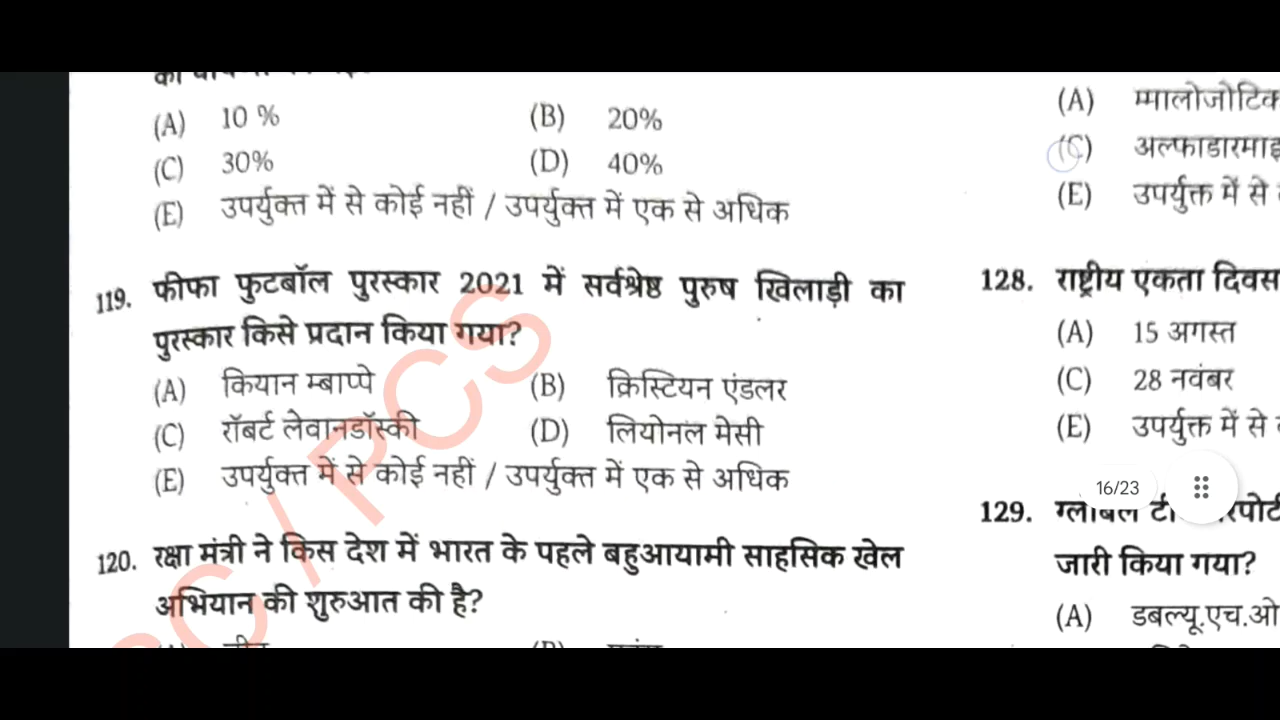 (A) 10 % (B) 20%
(C) 30% (D) 40%
(E) उपर्युक्त में से कोई नहीं / उपर्युक्त में एक से अधिक
119. फीफा फुटबॉल पुरस्कार 2021 में सर्वश्रेष्ठ पुरुष खिलाड़ी का
पुरस्कार किसे प्रदान किया गया?
(A) कियान म्बाप्पे (B) क्रिस्टियन एंडलर
(C) रॉबर्ट लेवानडॉस्की (D) लियोनल मेसी
(E) उपर्युक्त में से कोई नहीं / उपर्युक्त में एक से अधिक
120. रक्षा मंत्री ने किस देश में भारत के पहले बहुआयामी साहसिक खेल
अभियान की शुरुआत की है?
(A)
(C)
(E) उपर्युक्त में से
128. राष्ट्रीय एकता दिवस
(A) 15 अगस्त
(C) 28 नवंबर
(E) उपर्युक्त में से
16/23
129. ग्लोबल
जारी किया गया?
(A) डबल्यू.एच.ओ
C / PCS